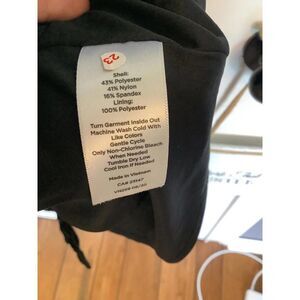 23
Shell:
43% Polyester
41% Nylon
16% Spandex
Lining:
100% Polyester
Turn Garment Inside Out
Machine Wash Cold With
Like Colors
Gentle Cycle
Only Non-Chlorine Bleach
When Needed
Tumble Dry Low
Cool Iron If Needed
Made in Vietnam